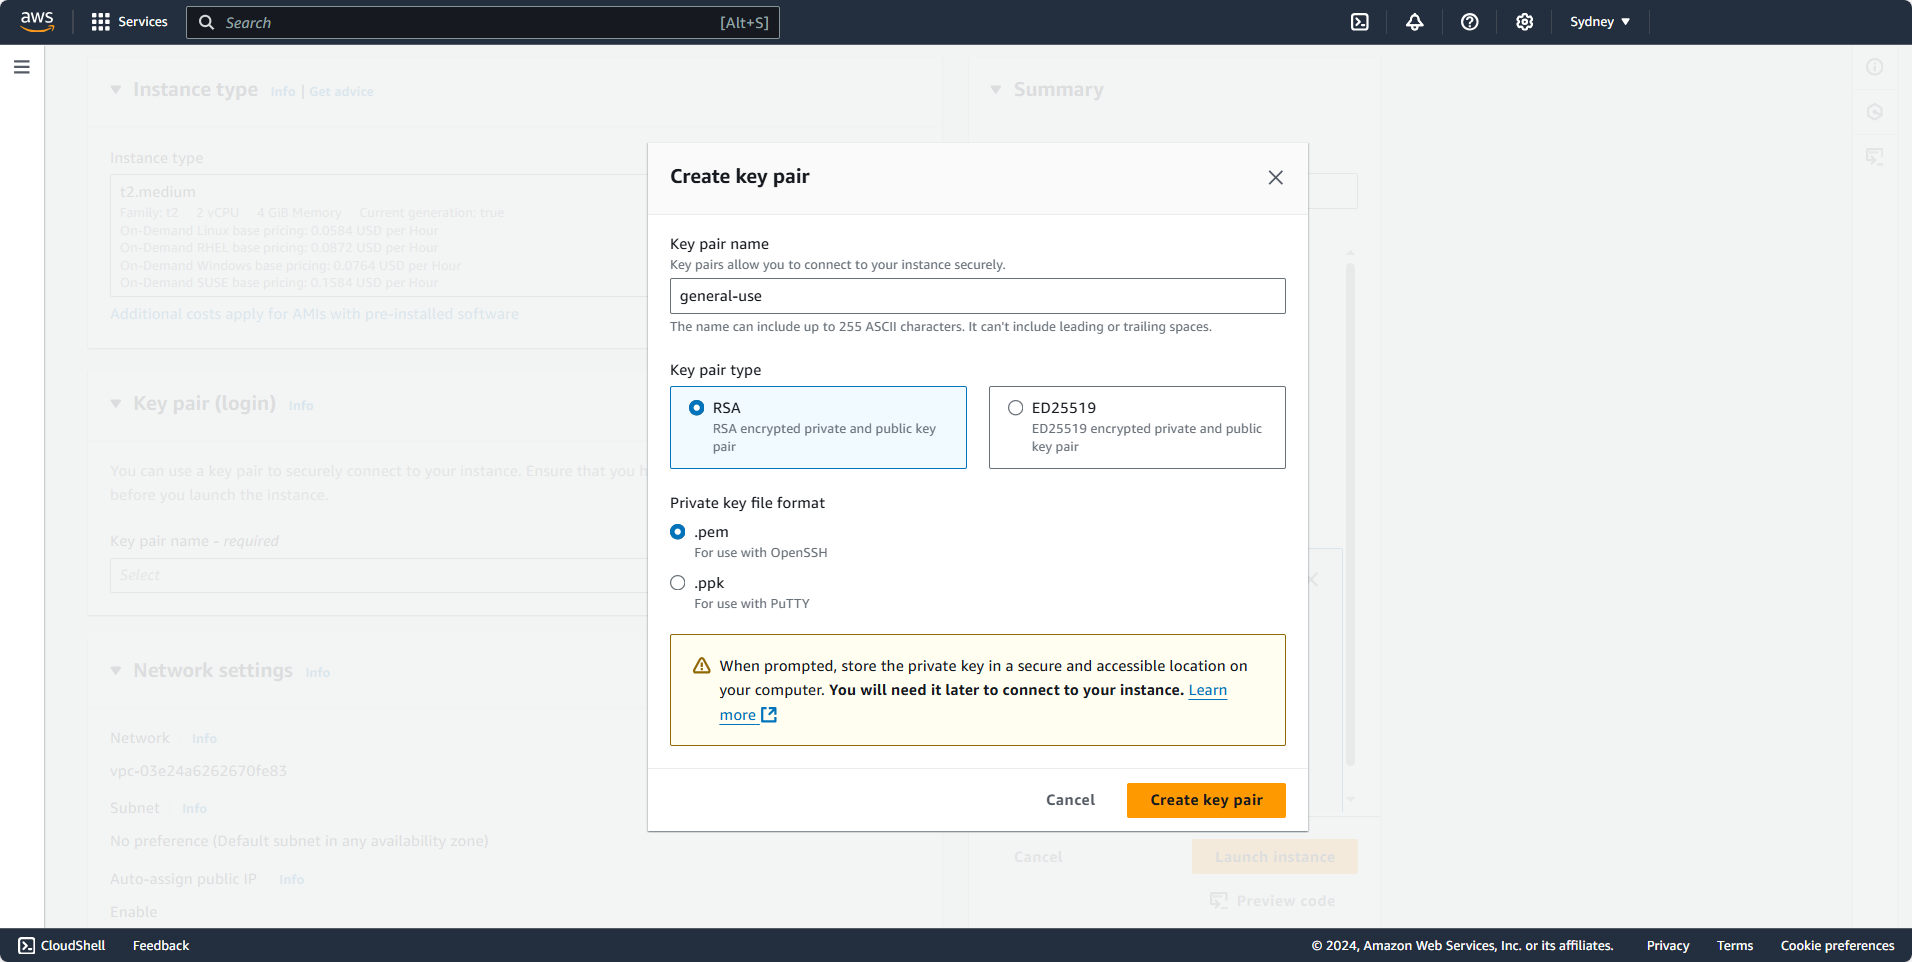 aws
Services
Search [Alt+S]
Sydney
Instance type Info | Get advice
Instance type
t2.medium
Family: t2 2 vCPU 4 GiB Memory Current generation: true
On-Demand Linux base pricing: 0.0584 USD per Hour
On-Demand RHEL base pricing: 0.0872 USD per Hour
On-Demand Windows base pricing: 0.0764 USD per Hour
On-Demand SUSE base pricing: 0.1584 USD per Hour
Additional costs apply for AMIs with pre-installed software
Key pair (login) Info
You can use a key pair to securely connect to your instance. Ensure that you h
before you launch the instance.
Key pair name - required
Select
Network settings Info
Network Info
vpc-03e24a6262670fe83
Subnet Info
No preference (Default subnet in any availability zone)
Auto-assign public IP Info
Enable
Summary
Create key pair
Key pair name
Key pairs allow you to connect to your instance securely.
general-use
The name can include up to 255 ASCII characters. It can't include leading or trailing spaces.
Key pair type
RSA
RSA encrypted private and public key
pair
ED25519
ED25519 encrypted private and public
key pair
Private key file format
.pem
For use with OpenSSH
.ppk
For use with PuTTY
When prompted, store the private key in a secure and accessible location on
your computer. You will need it later to connect to your instance. Learn
more
Cancel
Create key pair
Cancel
Launch instance
Preview code
CloudShell
Feedback
© 2024, Amazon Web Services, Inc. or its affiliates.
Privacy
Terms
Cookie preferences